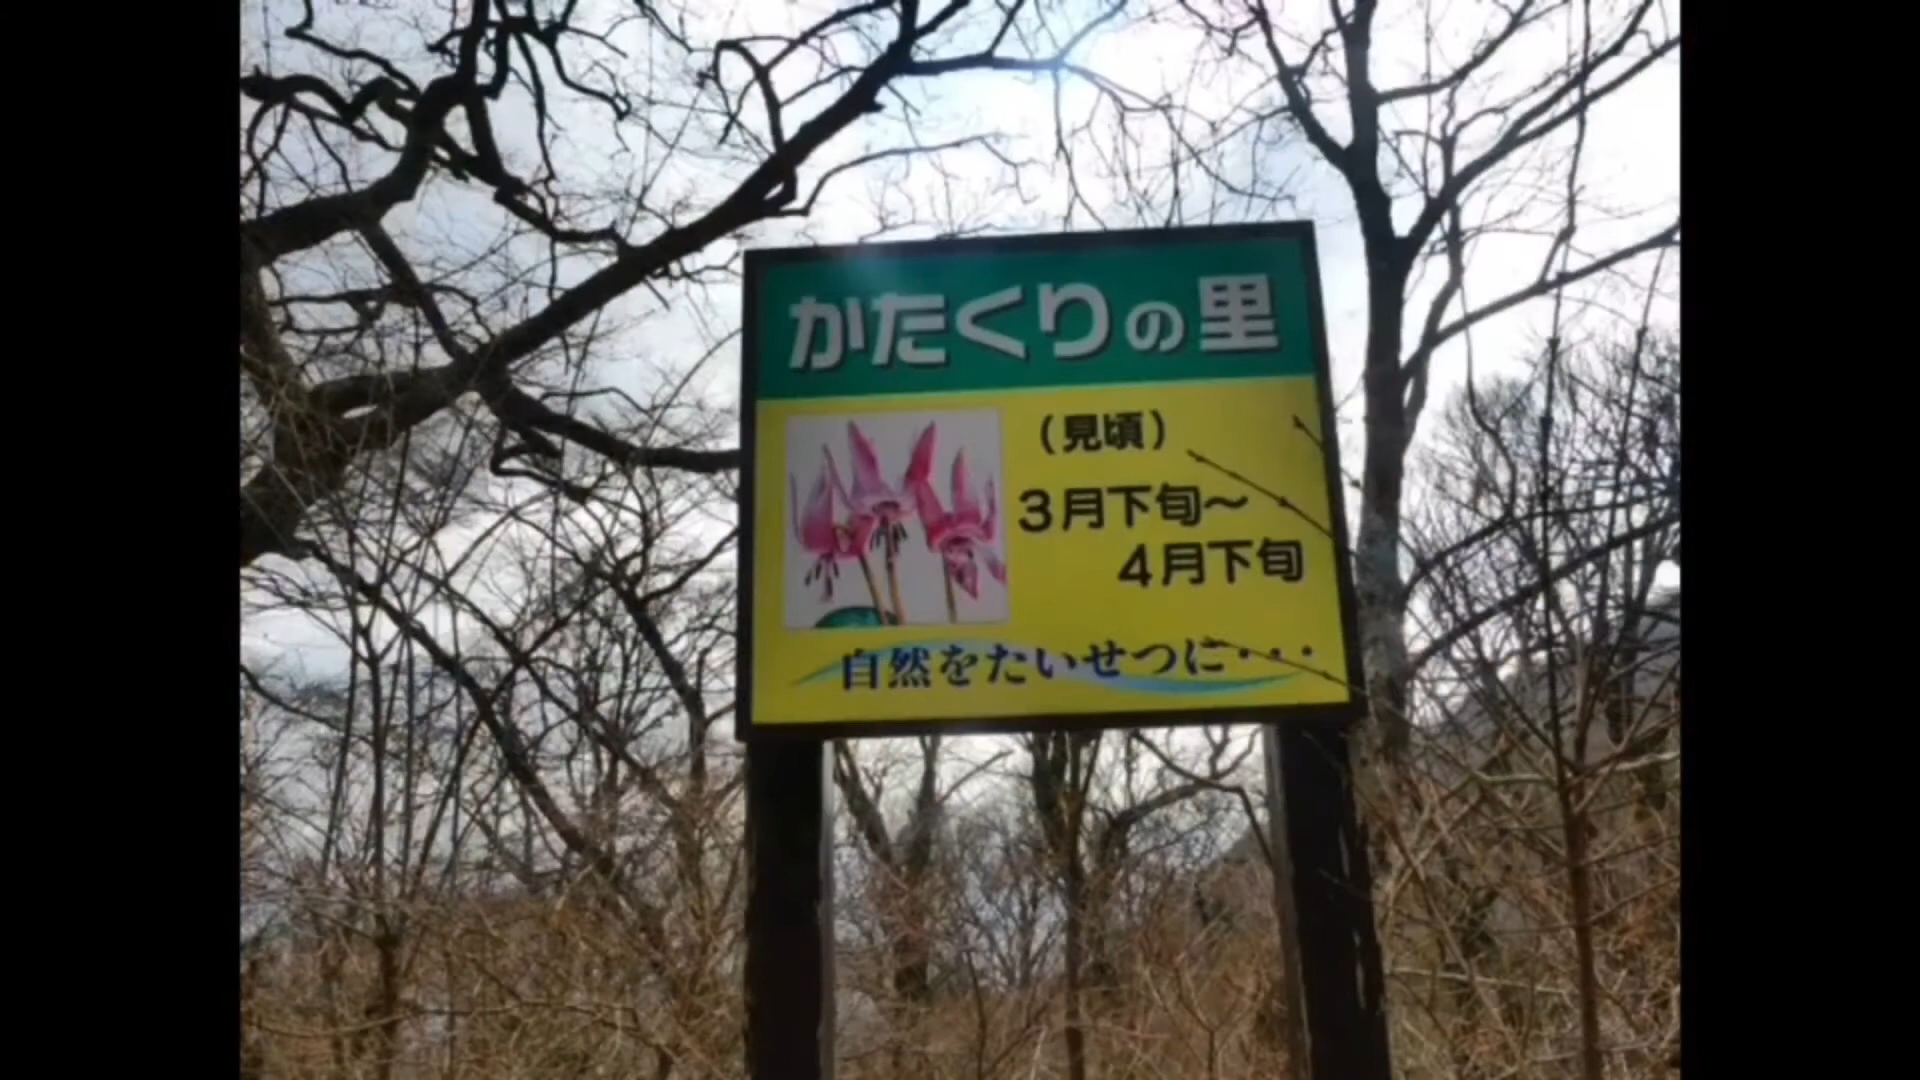 かたくりの里
（見頃）
3月下旬～
4月下旬
自然をたいせつに・・・